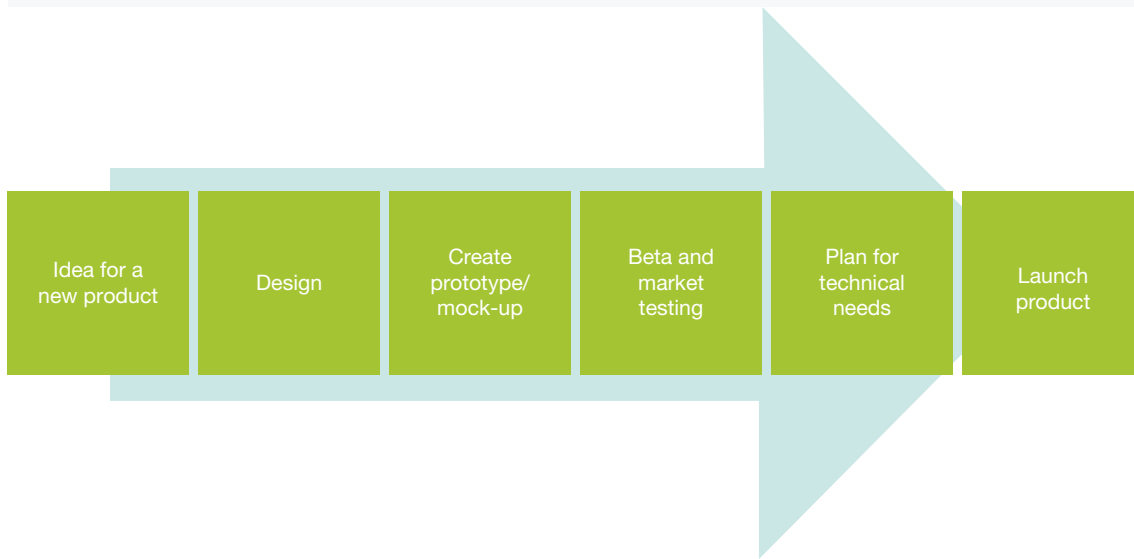 Idea for a
new product
Design
Create
prototype/
mock-up
Beta and
market
testing
Plan for
technical
needs
Launch
product